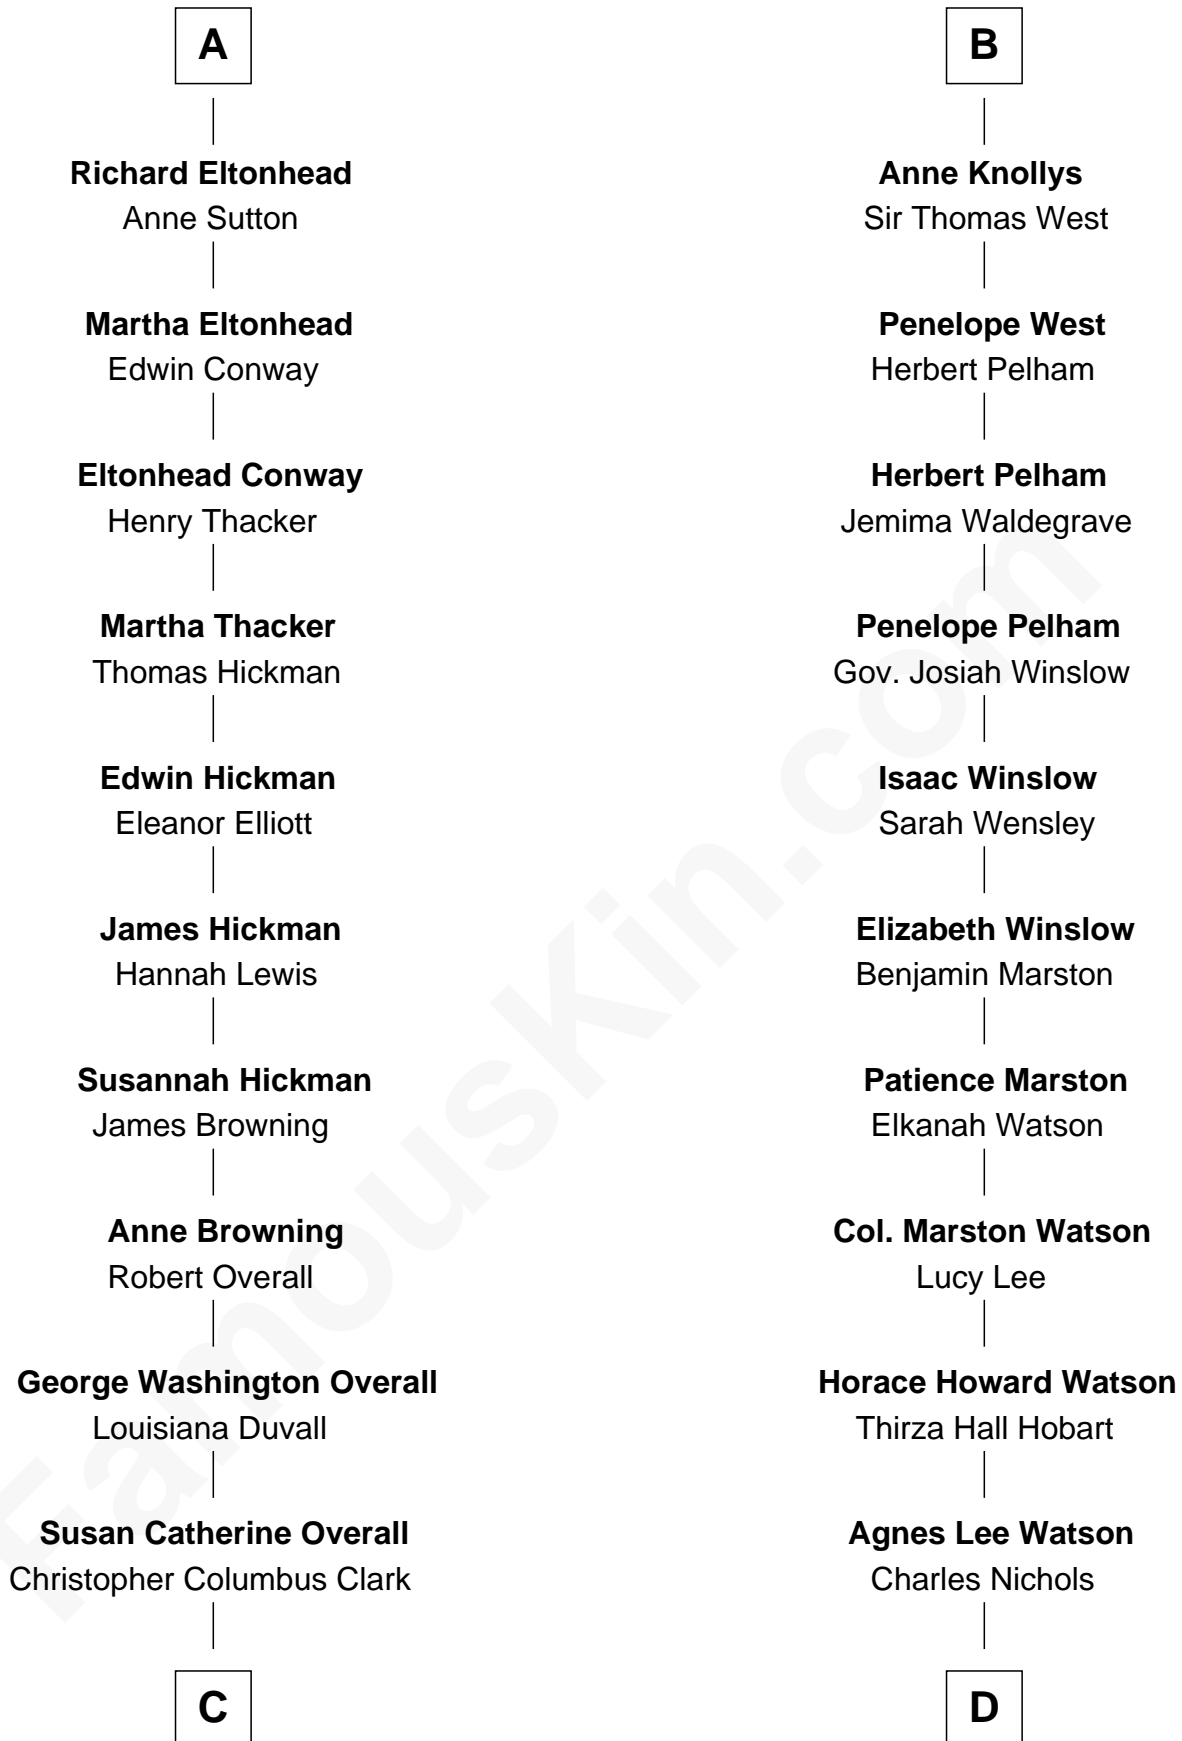 A
Richard Eltonhead
Anne Sutton
Martha Eltonhead
Edwin Conway
Eltonhead Conway
Henry Thacker
Martha Thacker
Thomas Hickman
Edwin Hickman
Eleanor Elliott
James Hickman
Hannah Lewis
Susannah Hickman
James Browning
Anne Browning
Robert Overall
George Washington Overall
Louisiana Duvall
Susan Catherine Overall
Christopher Columbus Clark
C
B
Anne Knollys
Sir Thomas West
Penelope West
Herbert Pelham
Herbert Pelham
Jemima Waldegrave
Penelope Pelham
Gov. Josiah Winslow
Isaac Winslow
Sarah Wensley
Elizabeth Winslow
Benjamin Marston
Patience Marston
Elkanah Watson
Col. Marston Watson
Lucy Lee
Horace Howard Watson
Thirza Hall Hobart
Agnes Lee Watson
Charles Nichols
D
FamousKin.com